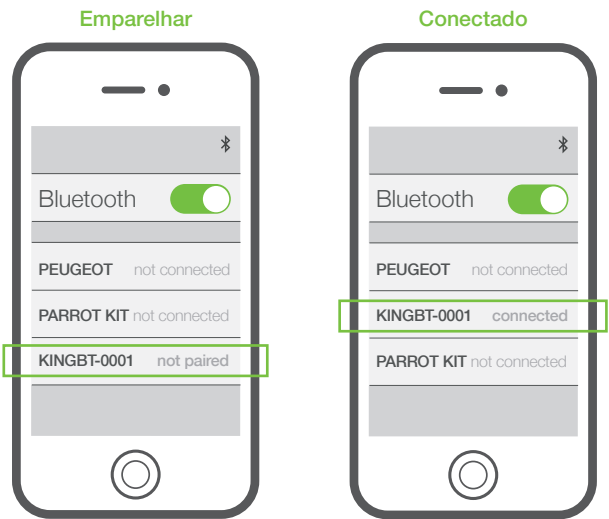 Emparelhar
Bluetooth
PEUGEOT not connected
PARROT KIT not connected
KINGBT-0001 not paired
Conectado
Bluetooth
PEUGEOT not connected
KINGBT-0001 connected
PARROT KIT not connected